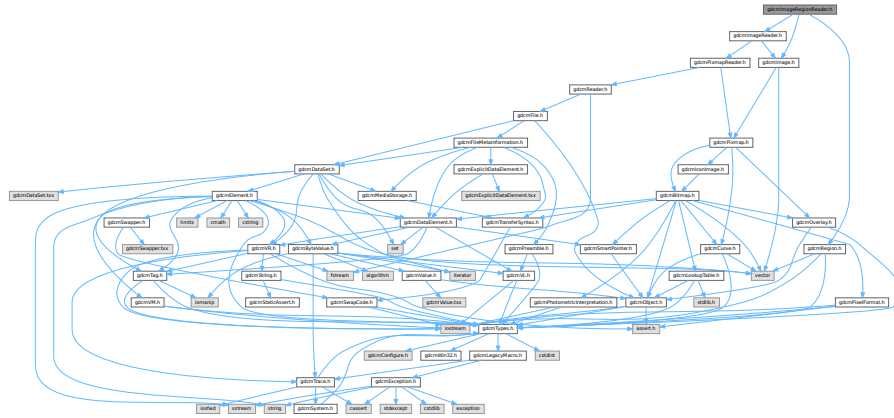 gdcmImageRegionReader.h
gdcmImageReader.h
gdcmPixmapReader.h
gdcmImage.h
gdcmReader.h
gdcmFile.h
gdcmFileMetaInformation.h
gdcmPixmap.h
gdcmDataSet.h
gdcmExplicitDataElement.h
gdcmIconImage.h
gdcmDataSet.txx
gdcmElement.h
gdcmMediaStorage.h
gdcmExplicitDataElement.txx
gdcmBitmap.h
gdcmSwapper.h
limits
cmath
cstring
gdcmDataElement.h
gdcmTransferSyntax.h
gdcmOverlay.h
gdcmSwapper.txx
gdcmVR.h
gdcmByteValue.h
set
gdcmPreamble.h
gdcmSmartPointer.h
gdcmCurve.h
gdcmRegion.h
gdcmTag.h
gdcmString.h
fstream
algorithm
gdcmValue.h
iterator
gdcmVL.h
gdcmLookupTable.h
vector
gdcmVM.h
iomanip
gdcmStaticAssert.h
gdcmSwapCode.h
gdcmValue.txx
gdcmPhotometricInterpretation.h
gdcmObject.h
stdlib.h
gdcmPixelFormat.h
iostream
gdcmTypes.h
assert.h
gdcmConfigure.h
gdcmWin32.h
gdcmLegacyMacro.h
cstdint
gdcmTrace.h
gdcmException.h
iosfwd
sstream
string
gdcmSystem.h
cassert
stdexcept
cstdlib
exception